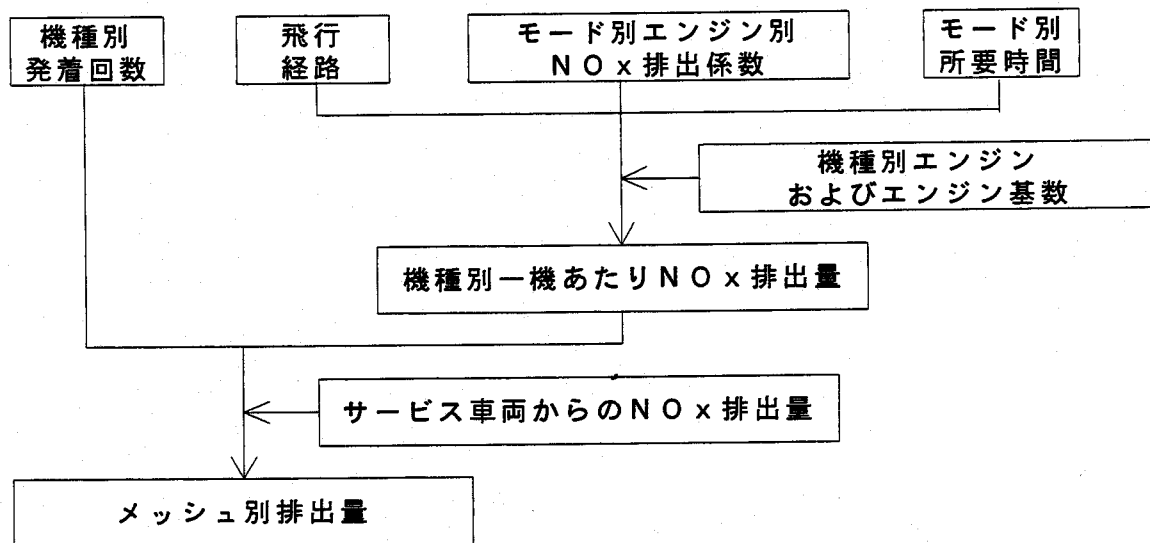 機種別
発着回数
飛行
経路
モード別エンジン別
NOx排出係数
モード別
所要時間
機種別エンジン
およびエンジン基数
機種別一機あたりNOx排出量
サービス車両からのNOx排出量
メッシュ別排出量